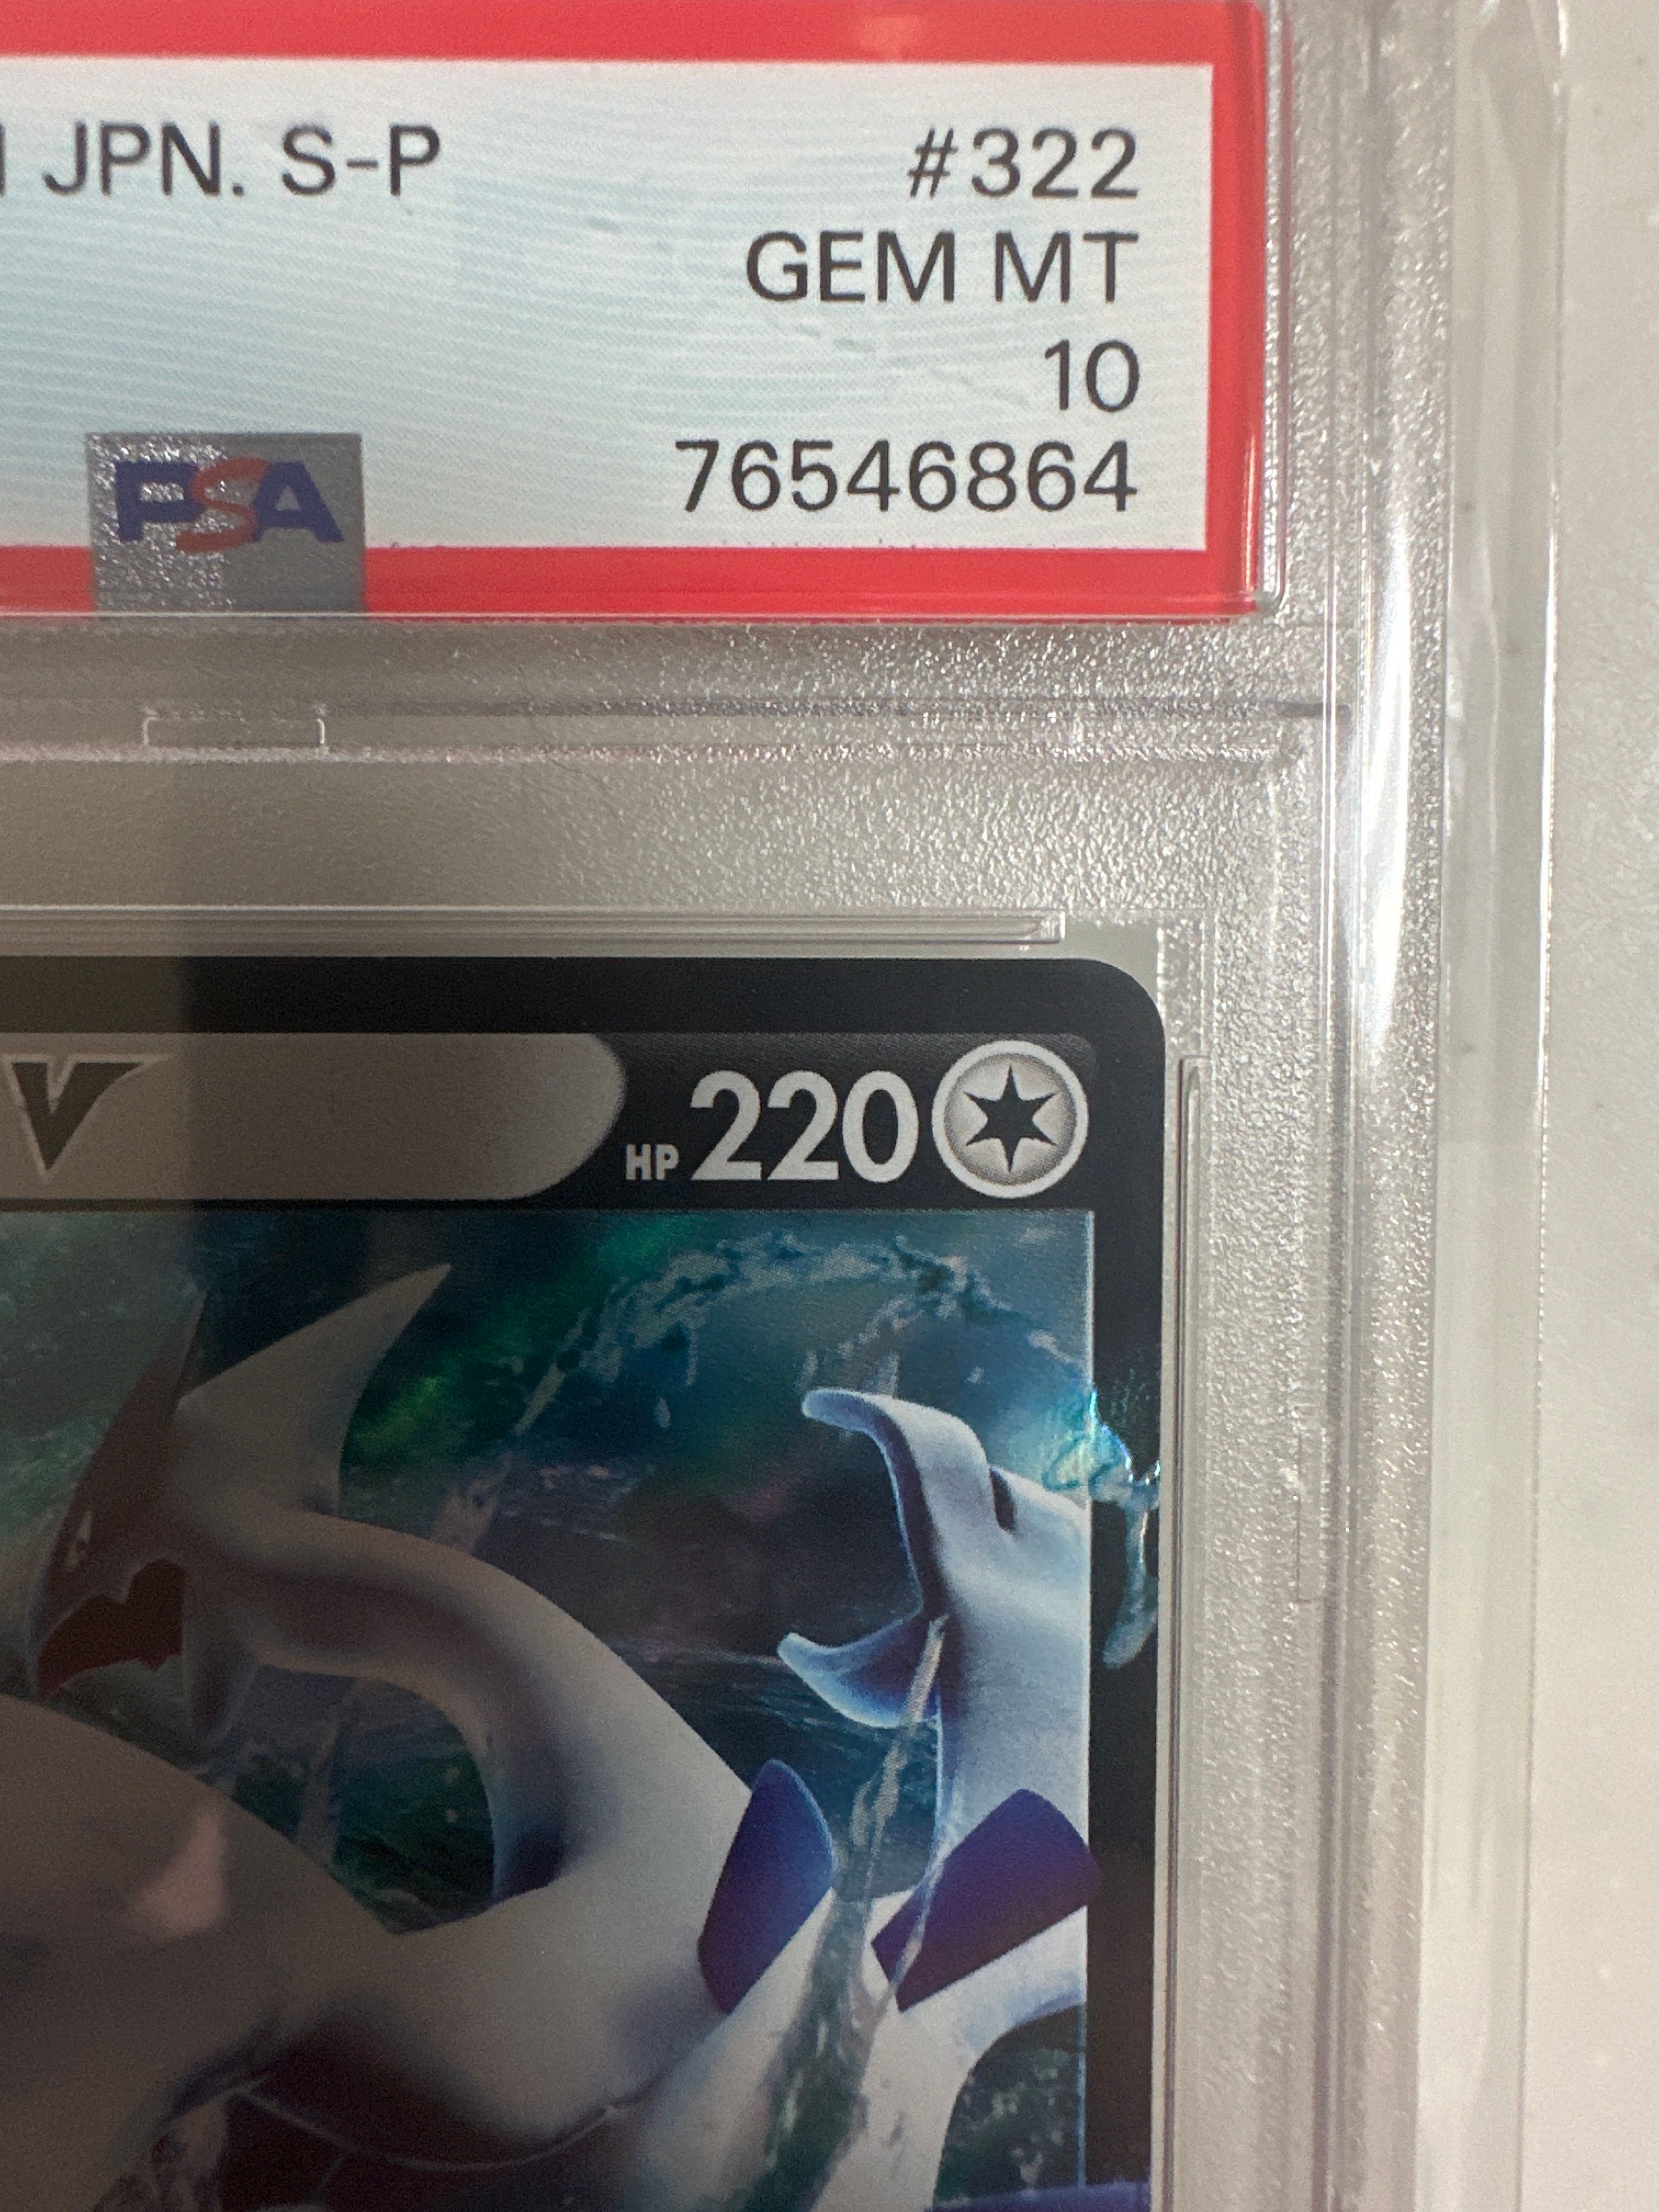 JPN. S-P #322
GEM MT
10
PSA 76546864
V HP 220